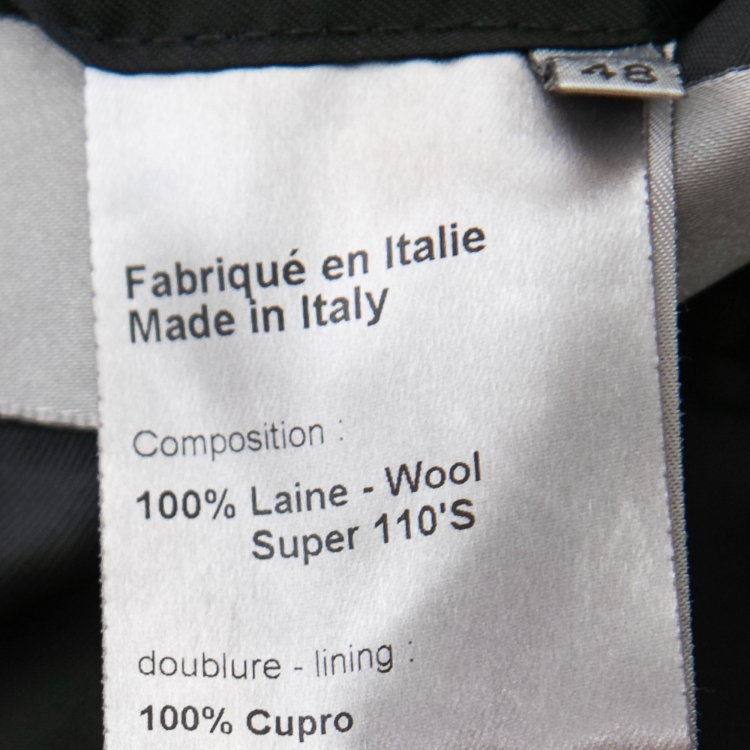 48
Fabriqué en Italie
Made in Italy
Composition :
100% Laine - Wool
Super 110'S
doublure - lining :
100% Cupro